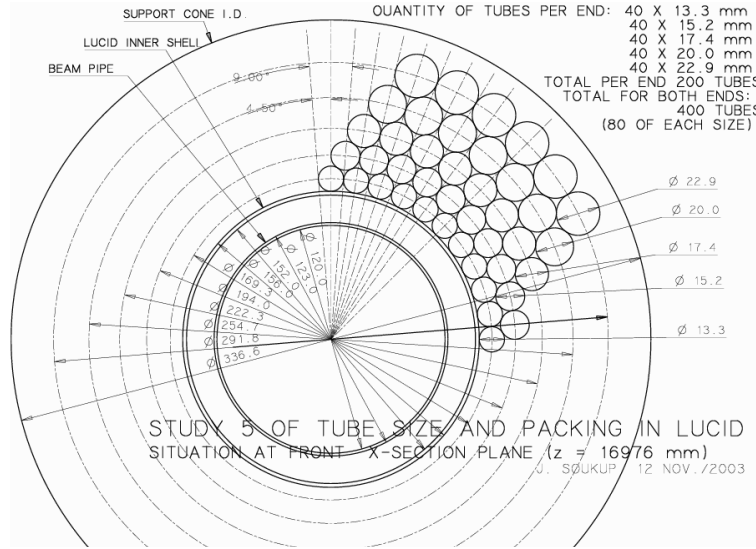 SUPPORT CONE I.D.
LUCID INNER SHELL
BEAM PIPE
QUANTITY OF TUBES PER END: 40 X 13.3 mm
40 X 15.2 mm
40 X 17.4 mm
40 X 20.0 mm
40 X 22.9 mm
TOTAL PER END 200 TUBES
TOTAL FOR BOTH ENDS:
400 TUBES
(80 OF EACH SIZE)
9.00°
4.50°
Ø 22.9
Ø 20.0
Ø 17.4
Ø 15.2
Ø 13.3
Ø 120.0
Ø 123.0
Ø 152.0
Ø 156.0
Ø 169.3
Ø 194.0
Ø 222.3
Ø 254.7
Ø 291.8
Ø 336.6
STUDY 5 OF TUBE SIZE AND PACKING IN LUCID
SITUATION AT FRONT X-SECTION PLANE (z = 16976 mm)
J. SOUKUP 12 NOV./2003